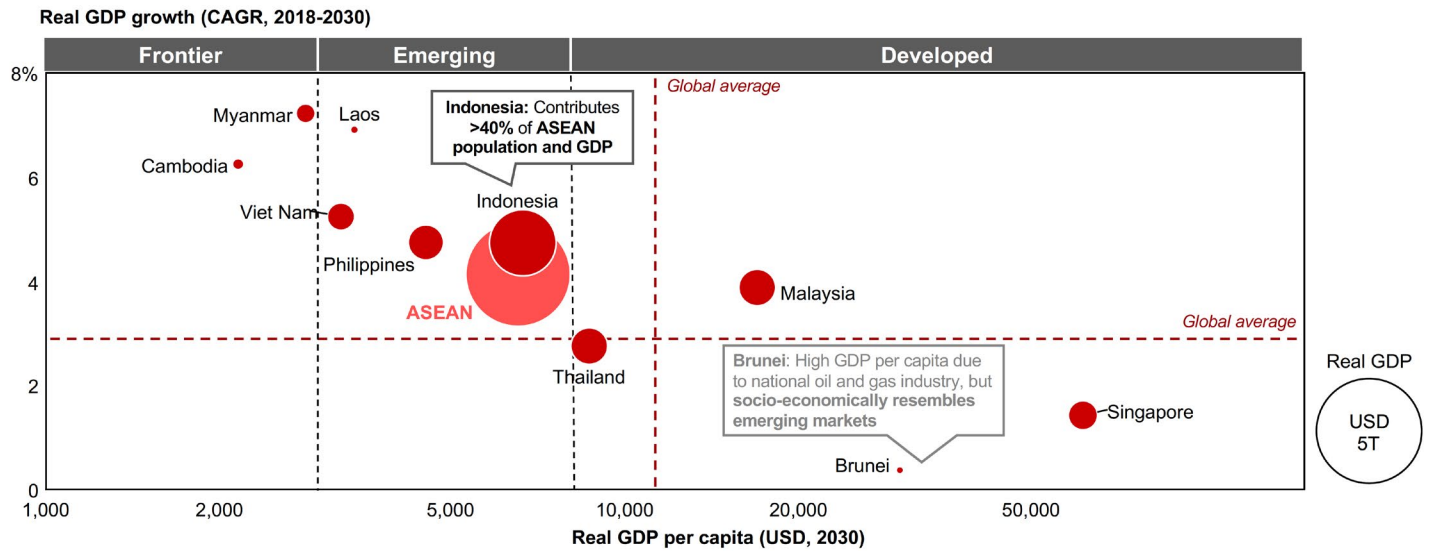 Real GDP growth (CAGR, 2018-2030)
Frontier
Emerging
Developed
8%
6
4
2
0
Global average
Myanmar
Laos
Indonesia: Contributes
>40% of ASEAN
population and GDP
Cambodia
Indonesia
Viet Nam
Philippines
ASEAN
Malaysia
Global average
Thailand
Brunei: High GDP per capita due
to national oil and gas industry, but
socio-economically resembles
emerging markets
Singapore
Brunei
Real GDP
USD
5T
1,000
2,000
5,000
10,000
20,000
50,000
Real GDP per capita (USD, 2030)